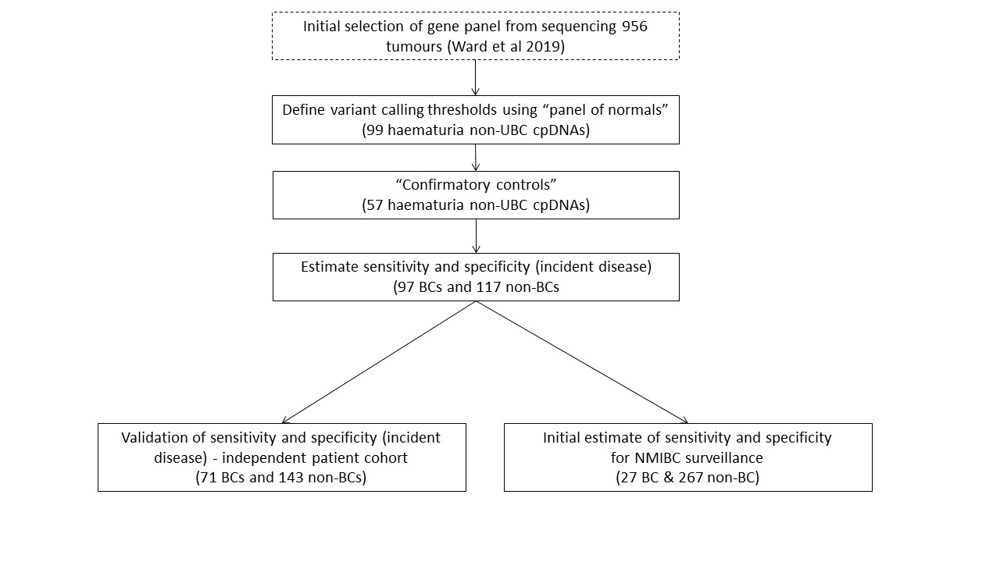 Initial selection of gene panel from sequencing 956
tumours (Ward et al 2019)
Define variant calling thresholds using “panel of normals”
(99 haematuria non-UBC cpDNAs)
“Confirmatory controls”
(57 haematuria non-UBC cpDNAs)
Estimate sensitivity and specificity (incident disease)
(97 BCs and 117 non-BCs
Validation of sensitivity and specificity (incident
disease) - independent patient cohort
(71 BCs and 143 non-BCs)
Initial estimate of sensitivity and specificity
for NMIBC surveillance
(27 BC & 267 non-BC)